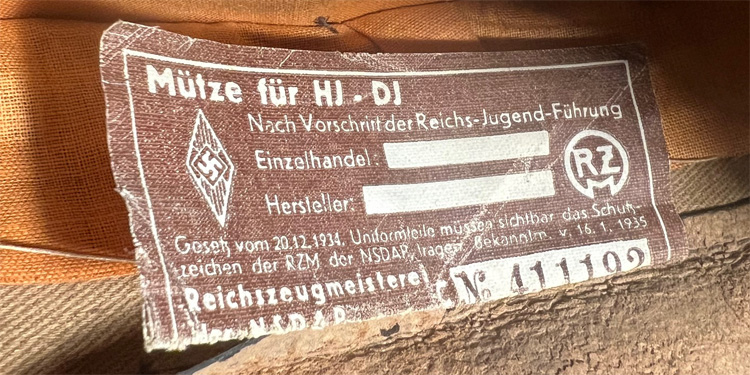 Mütze für HJ - DJ
Nach Vorschrift der Reichs-Jugend-Führung
Einzelhandel:
RZM
Hersteller:
Gesetz vom 20.12.1934. Uniformteile müssen sichtbar das Schutz-
zeichen der RZM der NSDAP. tragen. Bekanntm. v. 16.1.1935
Reichszeugmeisterei
der N.S.D.A.P.
№ 411192